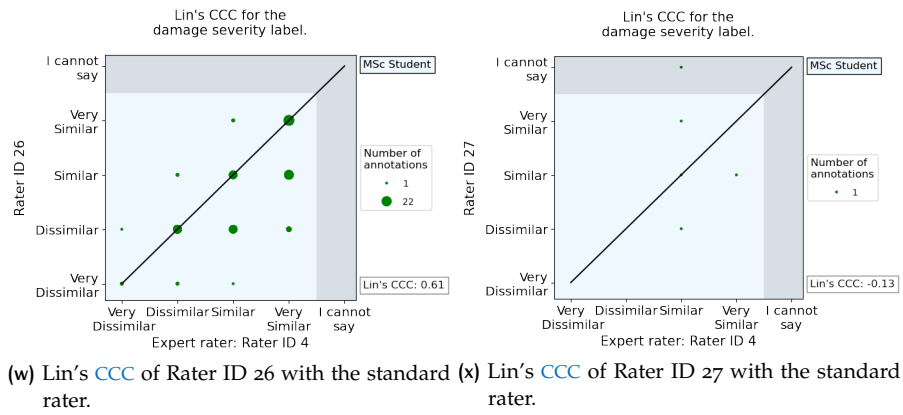 Lin's CCC for the
damage severity label.
I cannot
say
Very
Similar
Similar
Dissimilar
Very
Dissimilar
Rater ID 26
MSc Student
Number of
annotations
1
22
Lin's CCC: 0.61
Very
Dissimilar
Dissimilar
Similar
Very
Similar
I cannot
say
Expert rater: Rater ID 4
(w) Lin's CCC of Rater ID 26 with the standard
rater.
Lin's CCC for the
damage severity label.
I cannot
say
Very
Similar
Similar
Dissimilar
Very
Dissimilar
Rater ID 27
MSc Student
Number of
annotations
1
Lin's CCC: -0.13
Very
Dissimilar
Dissimilar
Similar
Very
Similar
I cannot
say
Expert rater: Rater ID 4
(x) Lin's CCC of Rater ID 27 with the standard
rater.